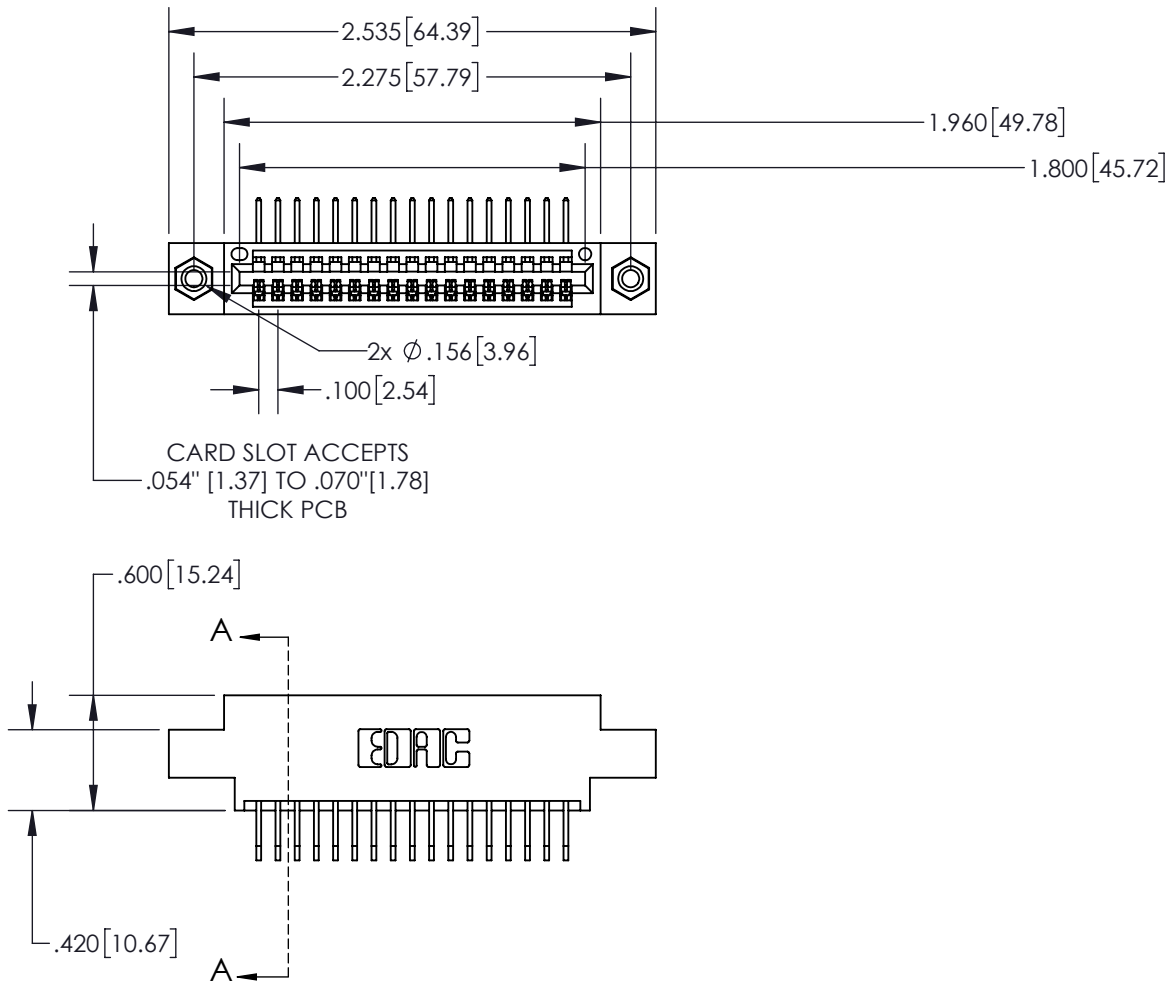 2.535[64.39]
2.275[57.79]
1.960[49.78]
1.800[45.72]
2x Ø.156[3.96]
.100[2.54]
CARD SLOT ACCEPTS
.054" [1.37] TO .070"[1.78]
THICK PCB
.600[15.24]
A
EDAC
.420[10.67]
A